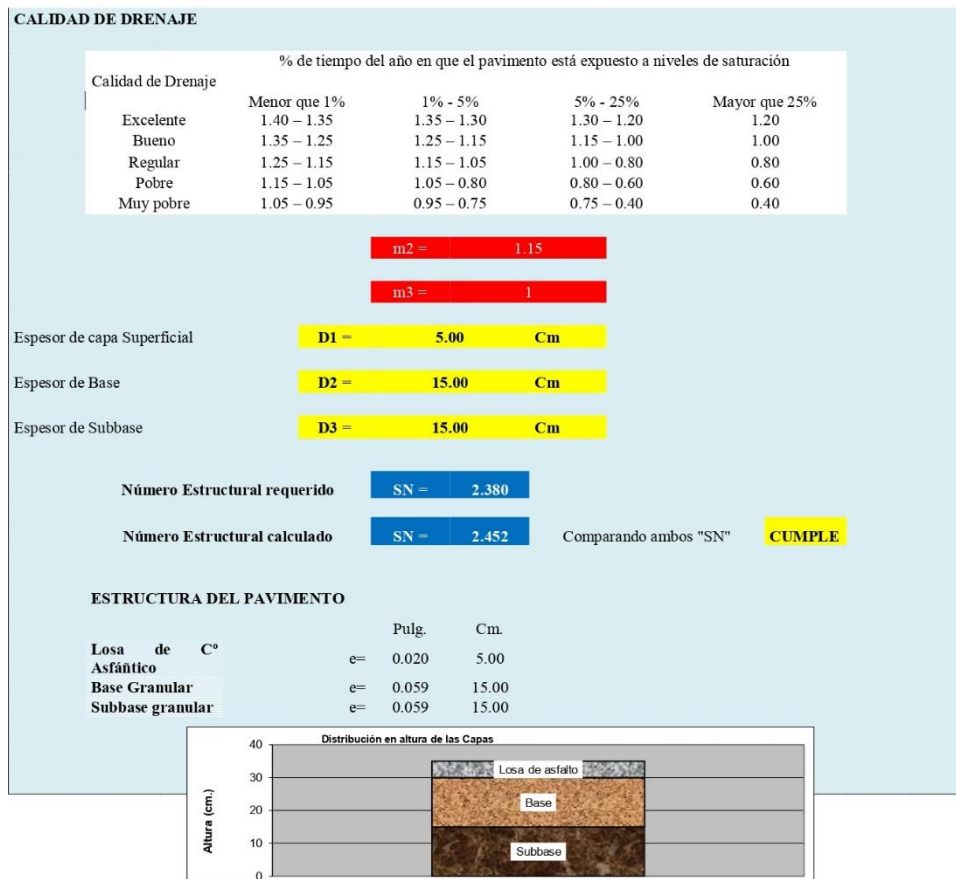 CALIDAD DE DRENAJE
% de tiempo del año en que el pavimento está expuesto a niveles de saturación
Calidad de Drenaje
Menor que 1% 1% - 5% 5% - 25% Mayor que 25%
Excelente 1.40 – 1.35 1.35 – 1.30 1.30 – 1.20 1.20
Bueno 1.35 – 1.25 1.25 – 1.15 1.15 – 1.00 1.00
Regular 1.25 – 1.15 1.15 – 1.05 1.00 – 0.80 0.80
Pobre 1.15 – 1.05 1.05 – 0.80 0.80 – 0.60 0.60
Muy pobre 1.05 – 0.95 0.95 – 0.75 0.75 – 0.40 0.40
m2 = 1.15
m3 = 1
Espesor de capa Superficial D1 = 5.00 Cm
Espesor de Base D2 = 15.00 Cm
Espesor de Subbase D3 = 15.00 Cm
Número Estructural requerido SN = 2.380
Número Estructural calculado SN = 2.452 Comparando ambos "SN" CUMPLE
ESTRUCTURA DEL PAVIMENTO
Pulg. Cm.
Losa de Cº
Asfáñtico e= 0.020 5.00
Base Granular e= 0.059 15.00
Subbase granular e= 0.059 15.00
Distribución en altura de las Capas
Altura (cm.)
40
30
20
10
0
Losa de asfalto
Base
Subbase